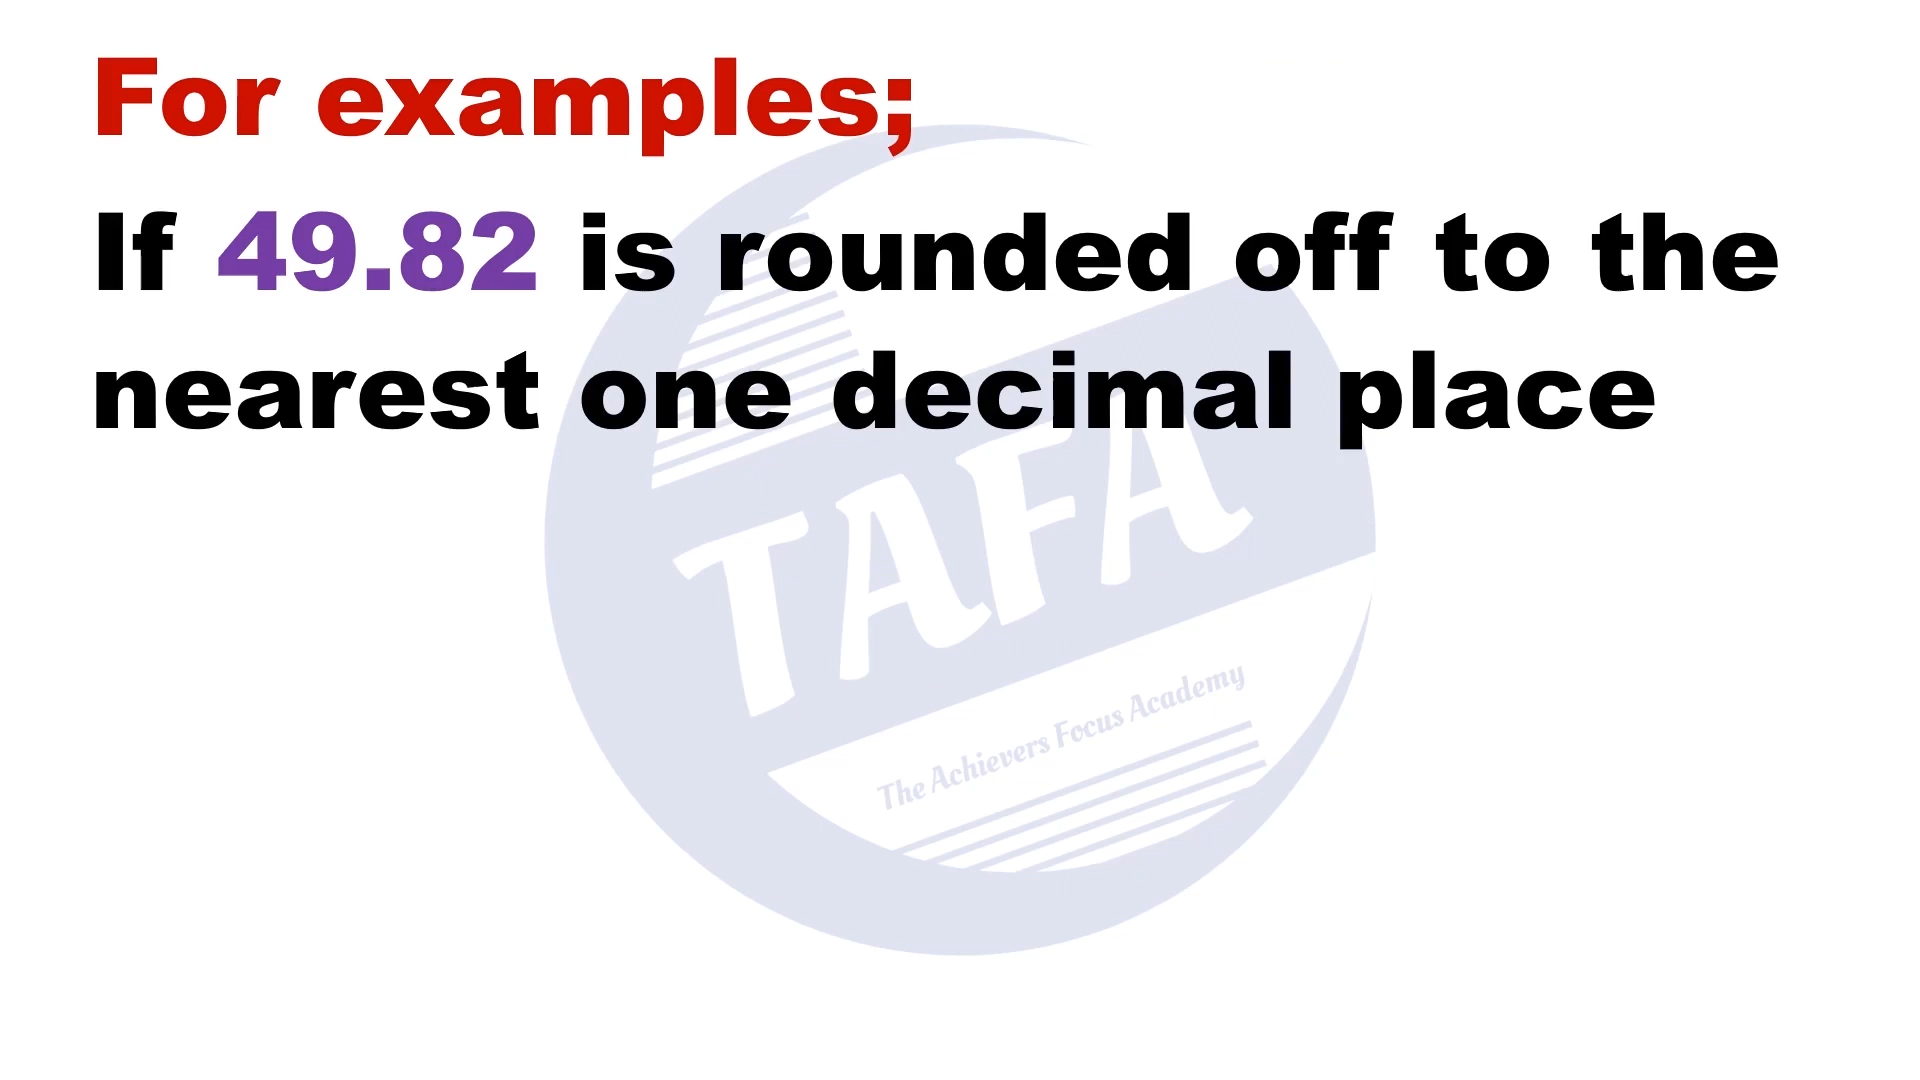 For examples;
If 49.82 is rounded off to the
nearest one decimal place
TAFA
The Achievers Focus Academy